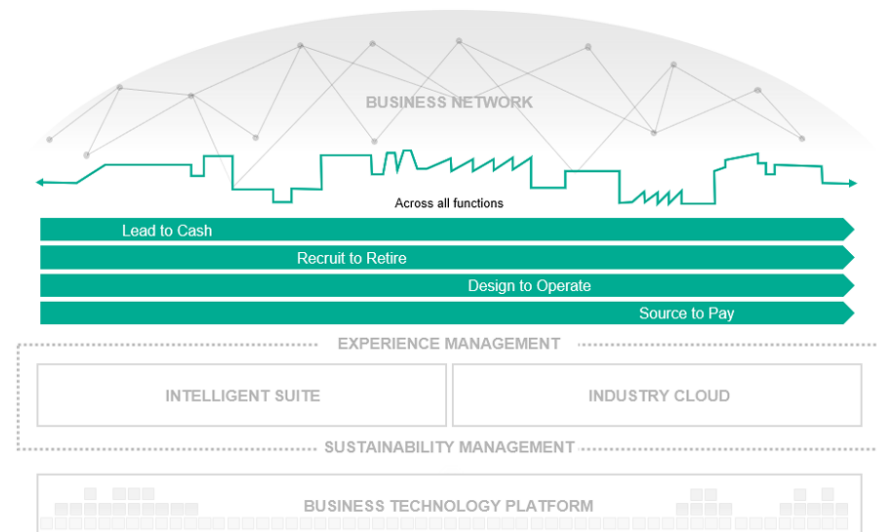 BUSINESS NETWORK
Across all functions
Lead to Cash
Recruit to Retire
Design to Operate
Source to Pay
EXPERIENCE MANAGEMENT
INTELLIGENT SUITE
INDUSTRY CLOUD
SUSTAINABILITY MANAGEMENT
BUSINESS TECHNOLOGY PLATFORM